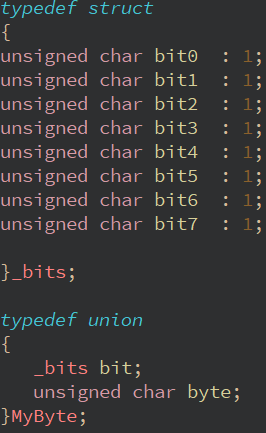 typedef struct
{
unsigned char bit0  : 1;
unsigned char bit1  : 1;
unsigned char bit2  : 1;
unsigned char bit3  : 1;
unsigned char bit4  : 1;
unsigned char bit5  : 1;
unsigned char bit6  : 1;
unsigned char bit7  : 1;

}_bits;

typedef union
{
   _bits bit;
   unsigned char byte;
}MyByte;